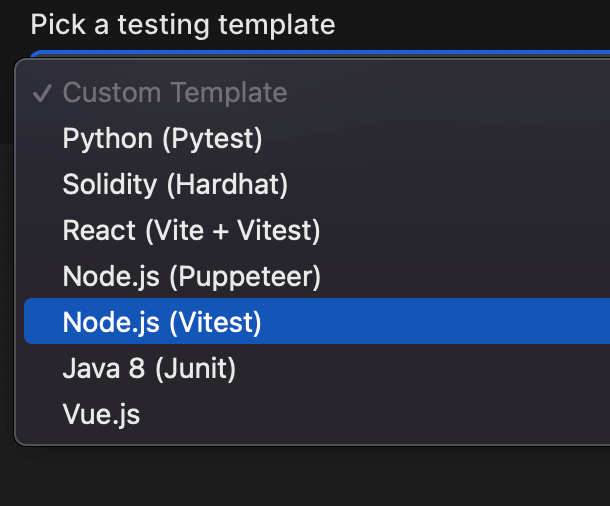 Pick a testing template
✓ Custom Template
Python (Pytest)
Solidity (Hardhat)
React (Vite + Vitest)
Node.js (Puppeteer)
Node.js (Vitest)
Java 8 (Junit)
Vue.js